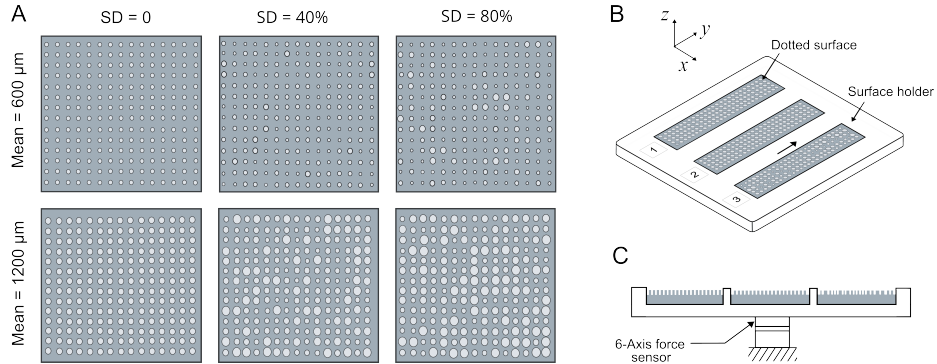 A
SD = 0
SD = 40%
SD = 80%
Mean = 600 μm
Mean = 1200 μm
B
z
y
x
Dotted surface
Surface holder
1
2
3
C
6-Axis force
sensor